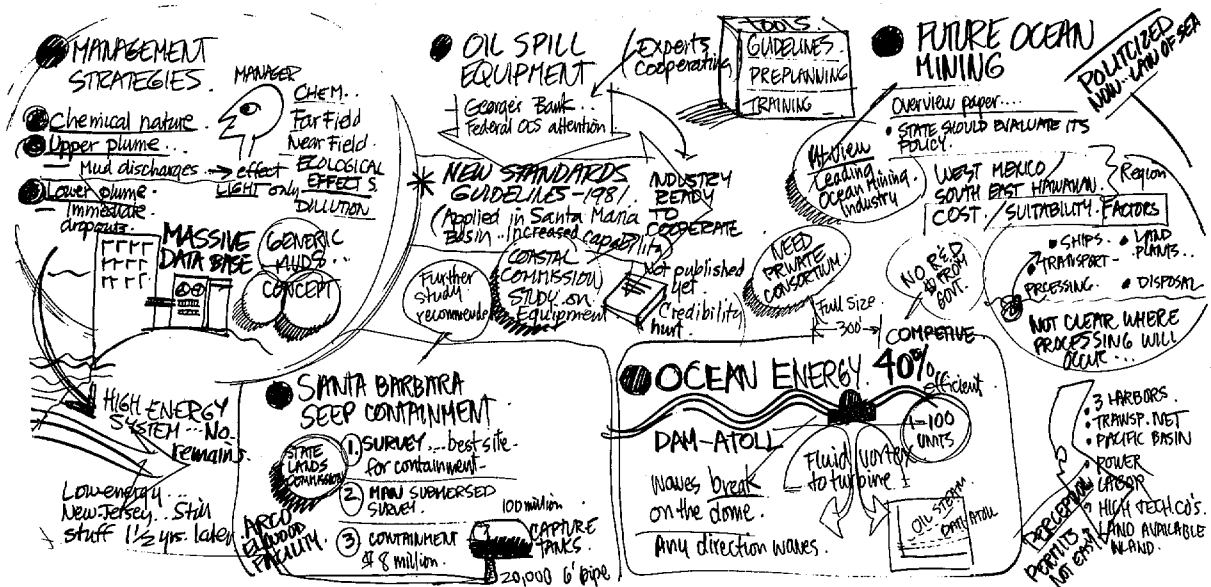 MANAGEMENT
STRATEGIES.
MANAGER
Chemical nature.
Upper plume...
— Mud discharges → effect
LIGHT only
Lower plume.
— Immediate
dropouts.
CHEM...
Far Field
Near Field.
ECOLOGICAL
EFFECTS.
DILLUTION
MASSIVE
DATA BASE
GENERIC
MUDS...
CONCEPT
HIGH ENERGY
SYSTEM... No
remains.
Low energy...
New Jersey... Still
stuff 1½ yrs. later
OIL SPILL
EQUIPMENT
Experts
cooperating
Georges Bank...
Federal OCS attention
* NEW STANDARDS
GUIDELINES-1981.
(Applied in Santa Maria
Basin... Increased capability)
INDUSTRY
READY
TO
COOPERATE
TOOLS
GUIDELINES.
PREPLANNING
TRAINING
Further
study
recommended
COASTAL
COMMISSION
STUDY on
Equipment
Not published
yet.
Credibility
hurt.
FUTURE OCEAN
MINING
POLITICIZED
NOW... LAW OF SEA
Overview paper....
• STATE SHOULD EVALUATE ITS
POLICY.
Leading
Ocean Mining
Industry
WEST MEXICO
SOUTH EAST HAWAIIAN.
Region
COST. / SUITABILITY. FACTORS
NEED
PRIVATE
CONSORTIUM.
NO R&D
$ FROM
GOVT.
• SHIPS.
• LAND
PLANTS.
• TRANSPORT-
PROCESSING.
• DISPOSAL
NOT CLEAR WHERE
PROCESSING WILL
OCCUR...
SANTA BARBARA
SEEP CONTAINMENT.
STATE
LANDS
COMMISSION
1. SURVEY... best site
for containment-
2 MAN SUBMERSED
SURVEY.
3. CONTAINMENT
$ 8 million.
ARCO
ELLWOOD
FACILITY.
100 million
CAPTURE
TANKS.
20,000 6' pipe
Full Size
300'
COMPETIVE
OCEAN ENERGY. 40%
efficient.
DAM-ATOLL
4-100
UNITS
Waves break
on the dome.
Any direction waves.
Fluid vortex
to turbine.
OIL STORM
DAM ATOLL
• 3 HARBORS.
• TRANSP. NET
• PACIFIC BASIN
• POWER
• LABOR
• HIGH TECH. CO'S.
• LAND AVAILABLE
INLAND.
PERCEPTION
PERMITS
NOT EASY